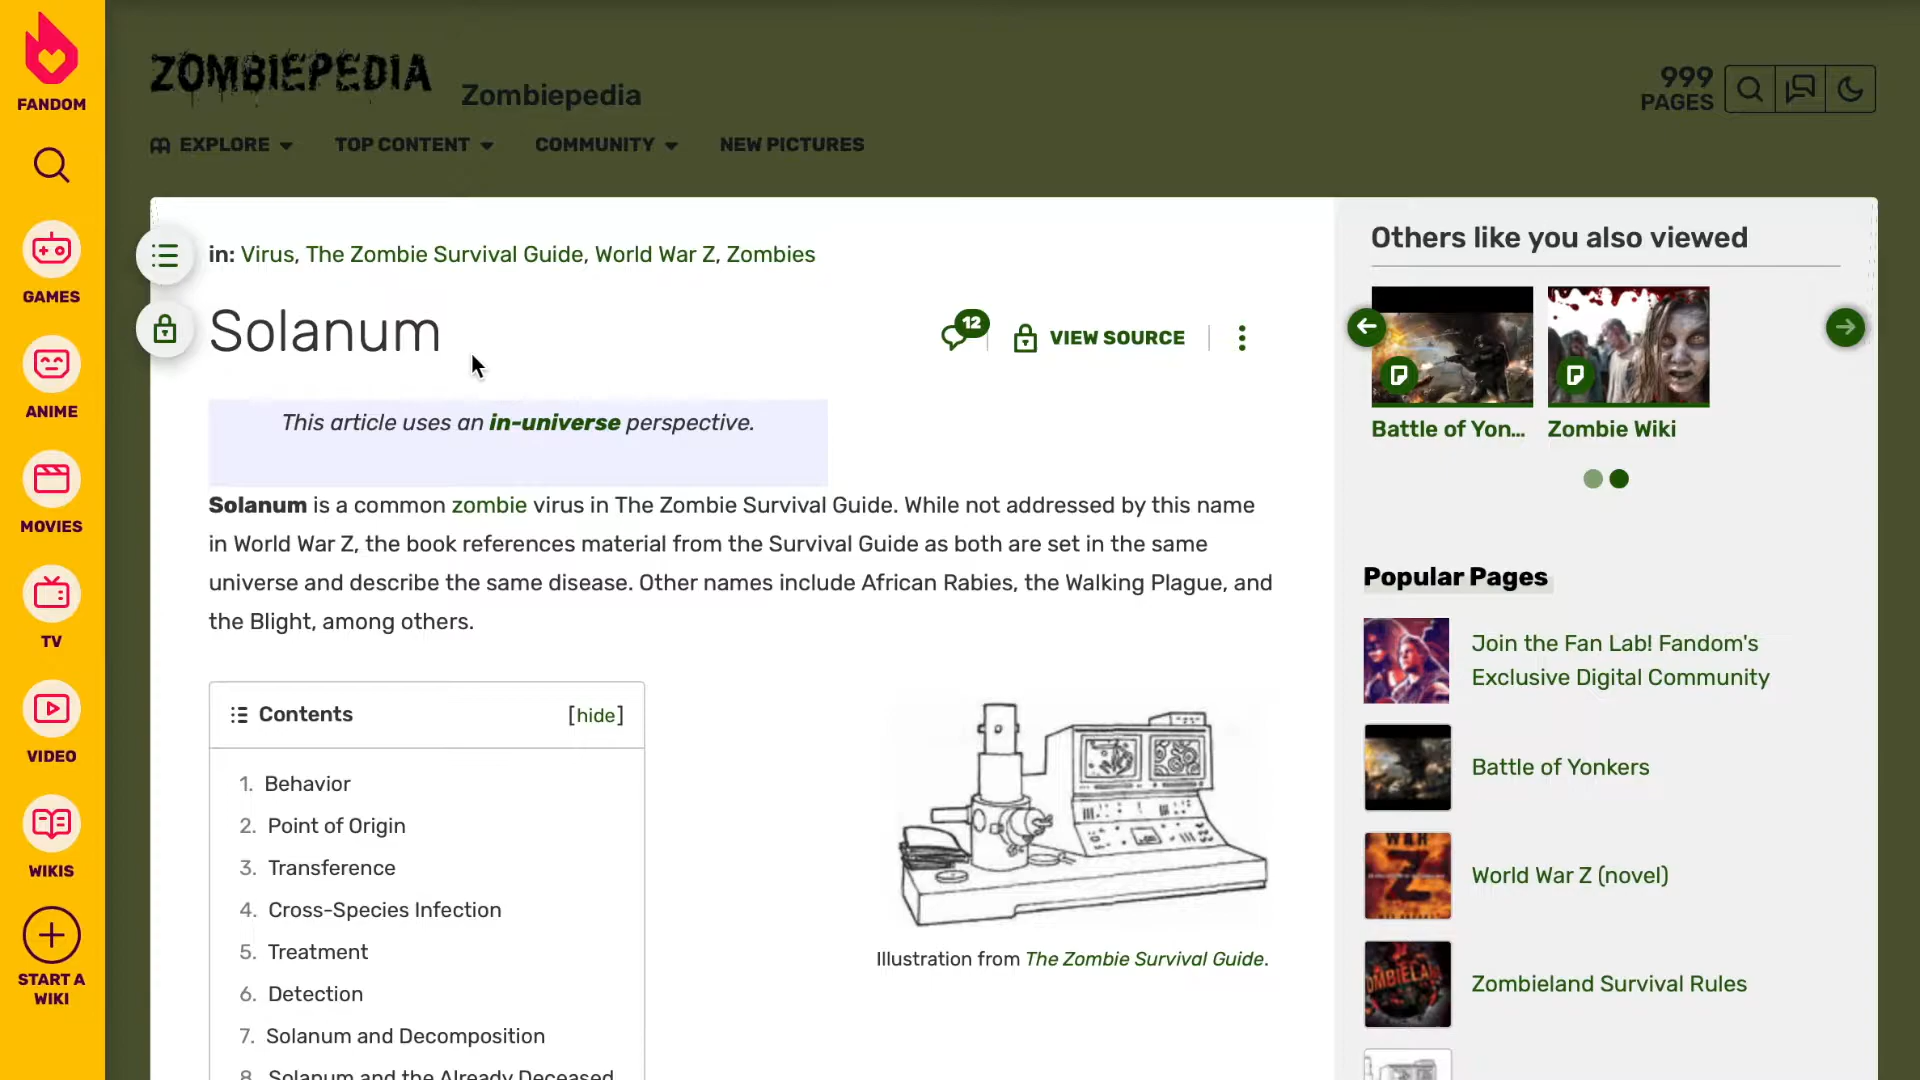 FANDOM
GAMES
ANIME
MOVIES
TV
VIDEO
WIKIS
START A
WIKI
ZOMBIEPEDIA
Zombiepedia
999
PAGES
EXPLORE
TOP CONTENT
COMMUNITY
NEW PICTURES
in: Virus, The Zombie Survival Guide, World War Z, Zombies
Solanum
12
VIEW SOURCE
This article uses an in-universe perspective.
Solanum is a common zombie virus in The Zombie Survival Guide. While not addressed by this name
in World War Z, the book references material from the Survival Guide as both are set in the same
universe and describe the same disease. Other names include African Rabies, the Walking Plague, and
the Blight, among others.
Contents [hide]
1. Behavior
2. Point of Origin
3. Transference
4. Cross-Species Infection
5. Treatment
6. Detection
7. Solanum and Decomposition
8. Solanum and the Already Deceased
Illustration from The Zombie Survival Guide.
Others like you also viewed
Battle of Yon...
Zombie Wiki
Popular Pages
Join the Fan Lab! Fandom's
Exclusive Digital Community
Battle of Yonkers
WAR
Z
World War Z (novel)
Zombieland Survival Rules